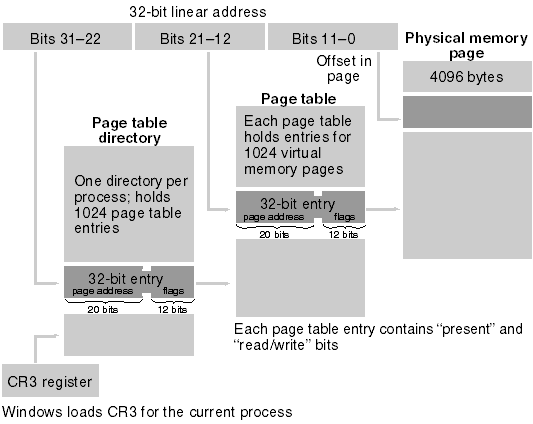 32-bit linear address
Bits 31–22
Bits 21–12
Bits 11–0
Offset in
page
Physical memory
page
4096 bytes
Page table
Each page table
holds entries for
1024 virtual
memory pages
32-bit entry
page address
flags
20 bits
12 bits
Page table
directory
One directory per
process; holds
1024 page table
entries
32-bit entry
page address
flags
20 bits
12 bits
Each page table entry contains “present” and
“read/write” bits
CR3 register
Windows loads CR3 for the current process